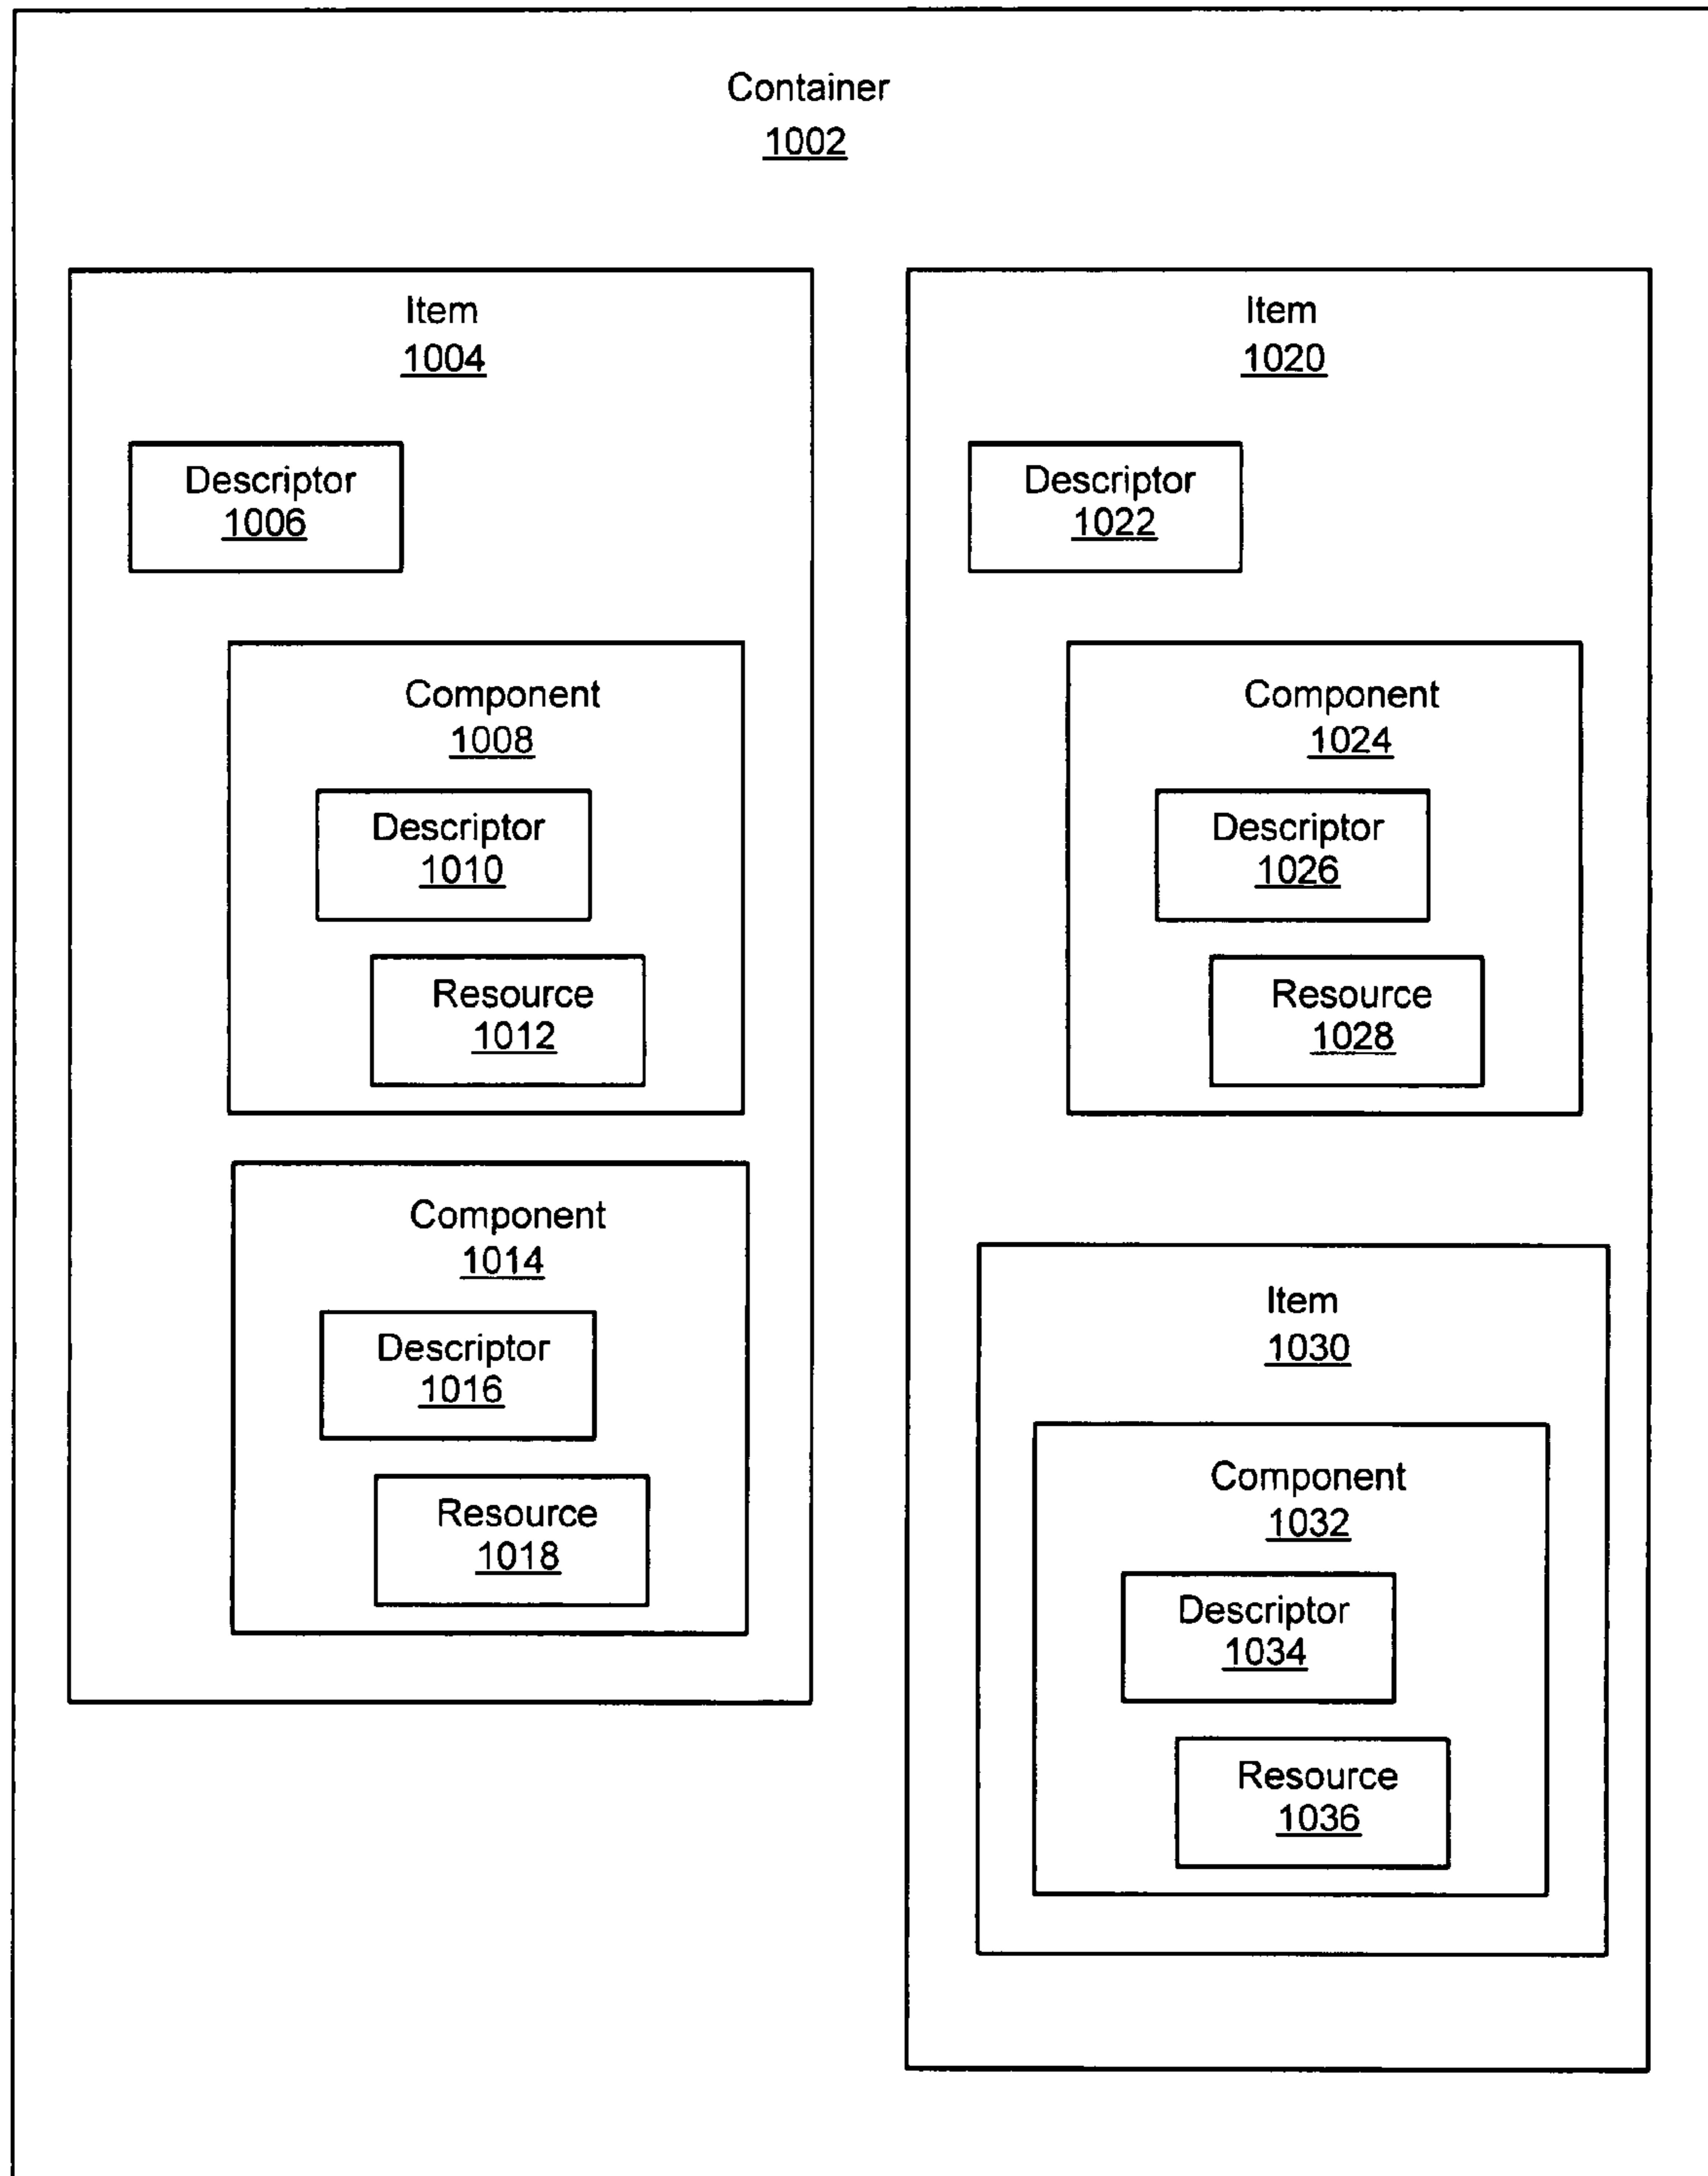 Container
1002
Item
1004
Descriptor
1006
Component
1008
Descriptor
1010
Resource
1012
Component
1014
Descriptor
1016
Resource
1018
Item
1020
Descriptor
1022
Component
1024
Descriptor
1026
Resource
1028
Item
1030
Component
1032
Descriptor
1034
Resource
1036